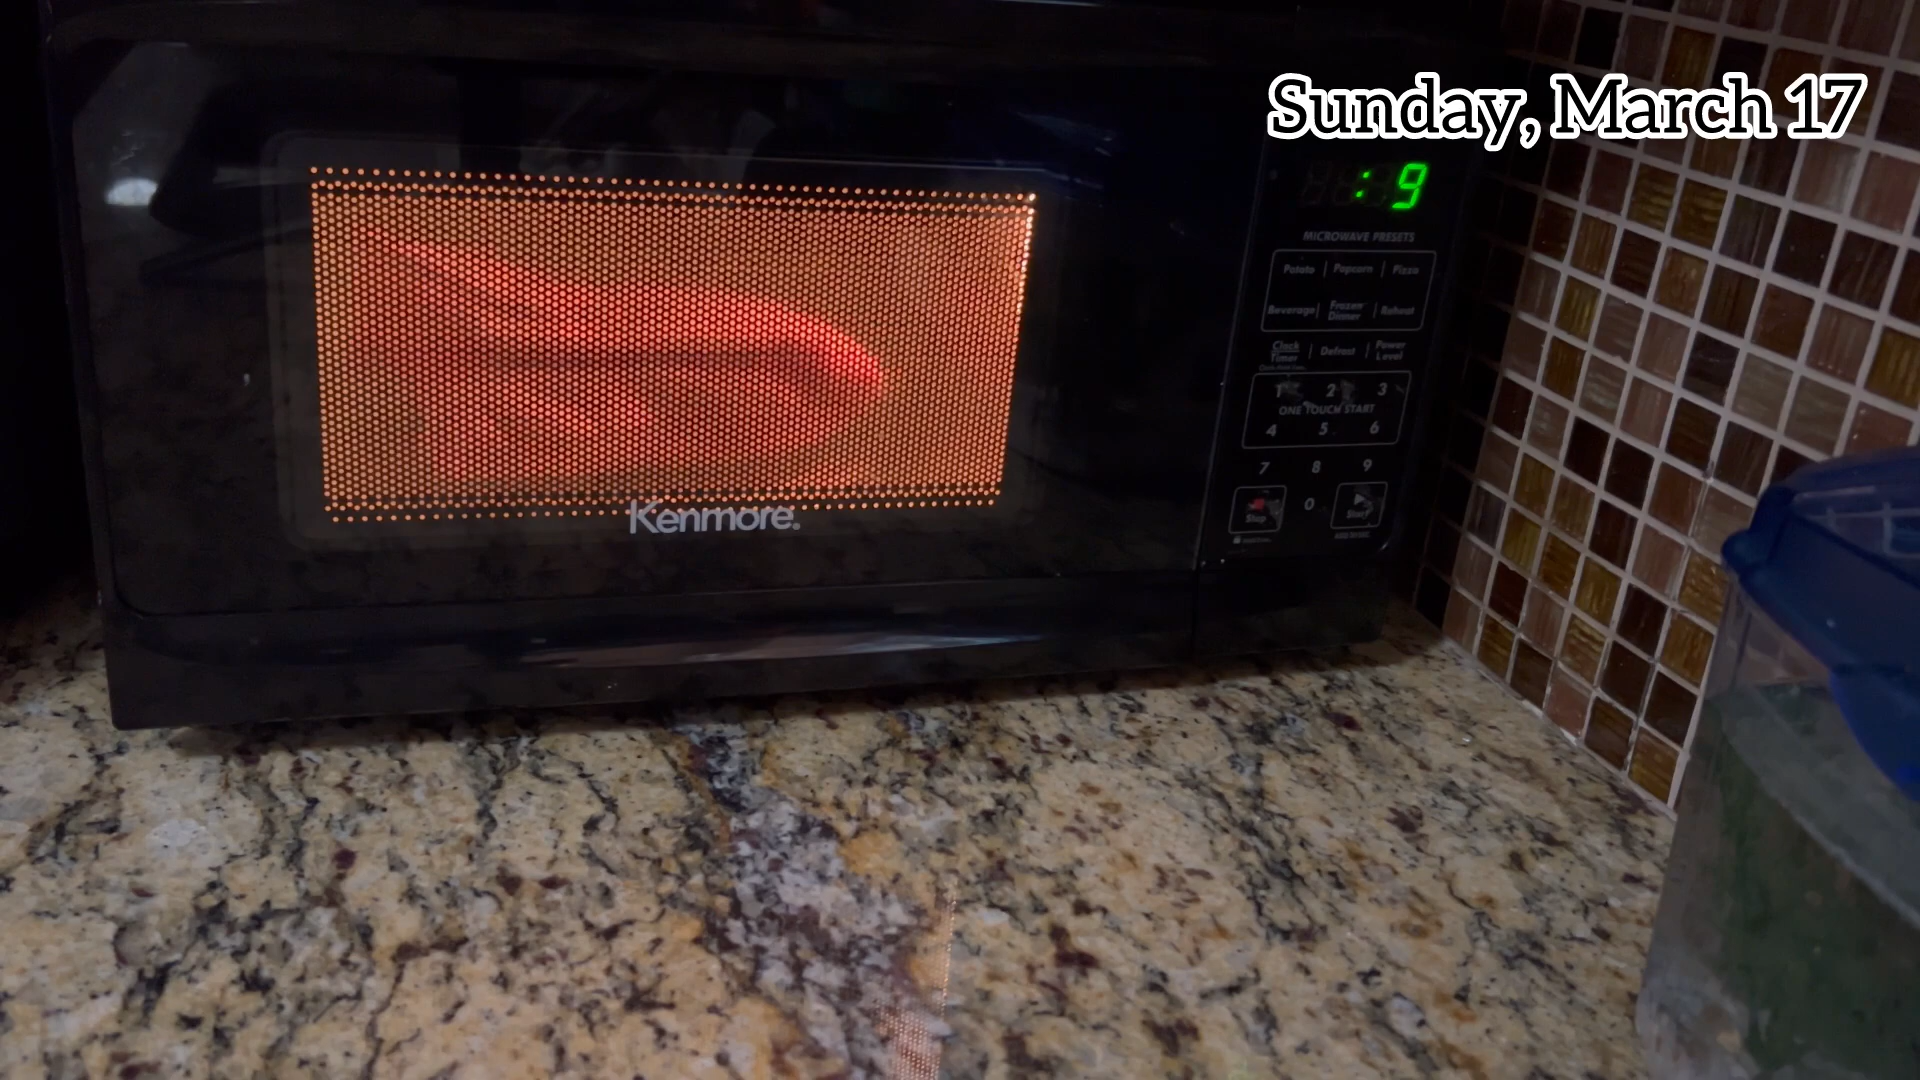 Sunday, March 17
:9
MICROWAVE PRESETS
Potato Popcorn Pizza
Beverage Frozen Dinner Reheat
Clock Timer Defrost Power Level
1 2 3
ONE TOUCH START
4 5 6
7 8 9
Stop 0 Start
Kenmore